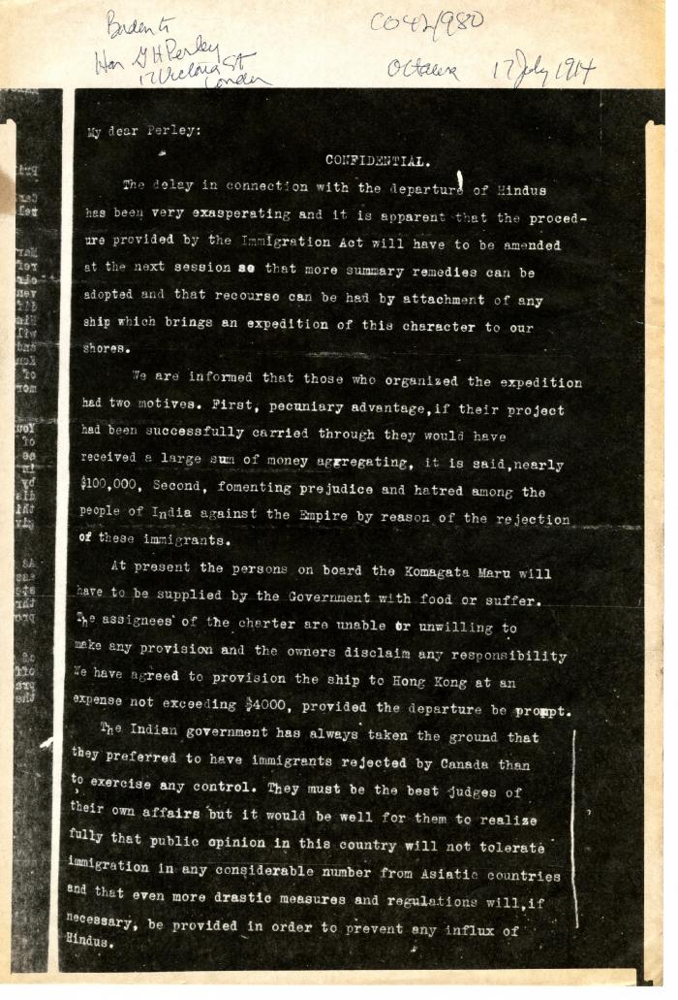 Borden to
Hon G H Perley
17 Victoria St
London
CO42/980
Ottawa 17 July 1914
My dear Perley:
CONFIDENTIAL.
The delay in connection with the departure of Hindus
has been very exasperating and it is apparent that the proced-
ure provided by the Immigration Act will have to be amended
at the next session so that more summary remedies can be
adopted and that recourse can be had by attachment of any
ship which brings an expedition of this character to our
shores.
We are informed that those who organized the expedition
had two motives. First, pecuniary advantage, if their project
had been successfully carried through they would have
received a large sum of money aggregating, it is said, nearly
$100,000, Second, fomenting prejudice and hatred among the
people of India against the Empire by reason of the rejection
of these immigrants.
At present the persons on board the Komagata Maru will
have to be supplied by the Government with food or suffer.
The assignees of the charter are unable or unwilling to
make any provision and the owners disclaim any responsibility
We have agreed to provision the ship to Hong Kong at an
expense not exceeding $4000, provided the departure be prompt.
The Indian government has always taken the ground that
they preferred to have immigrants rejected by Canada than
to exercise any control. They must be the best judges of
their own affairs but it would be well for them to realize
fully that public opinion in this country will not tolerate
immigration in any considerable number from Asiatic countries
and that even more drastic measures and regulations will, if
necessary, be provided in order to prevent any influx of
Hindus.